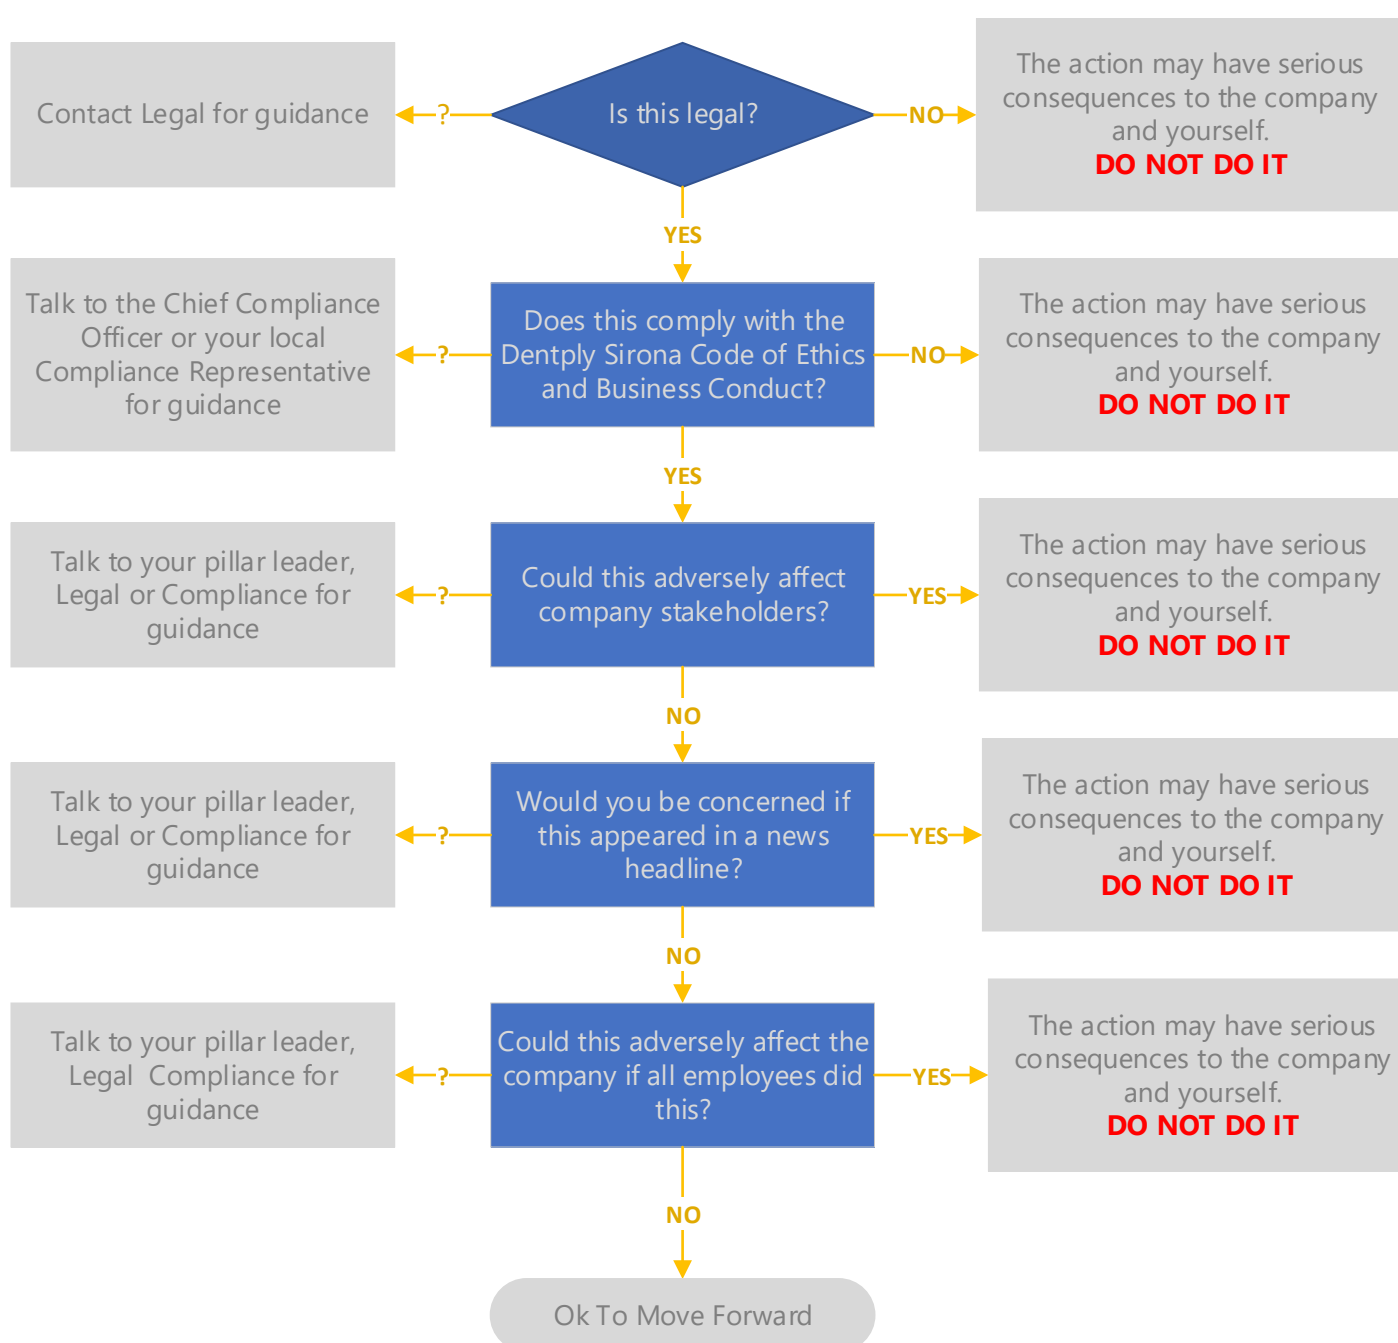 Contact Legal for guidance
?
Is this legal?
NO
The action may have serious
consequences to the company
and yourself.
DO NOT DO IT
YES
Talk to the Chief Compliance
Officer or your local
Compliance Representative
for guidance
?
Does this comply with the
Dentply Sirona Code of Ethics
and Business Conduct?
NO
The action may have serious
consequences to the company
and yourself.
DO NOT DO IT
YES
Talk to your pillar leader,
Legal or Compliance for
guidance
?
Could this adversely affect
company stakeholders?
YES
The action may have serious
consequences to the company
and yourself.
DO NOT DO IT
NO
Talk to your pillar leader,
Legal or Compliance for
guidance
?
Would you be concerned if
this appeared in a news
headline?
YES
The action may have serious
consequences to the company
and yourself.
DO NOT DO IT
NO
Talk to your pillar leader,
Legal  Compliance for
guidance
?
Could this adversely affect the
company if all employees did
this?
YES
The action may have serious
consequences to the company
and yourself.
DO NOT DO IT
NO
Ok To Move Forward